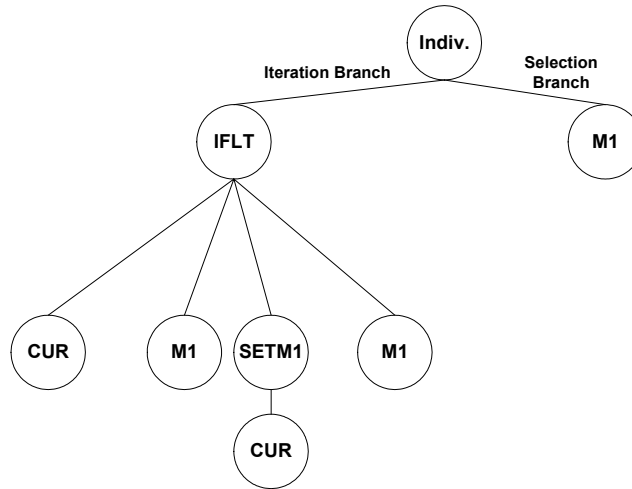 Indiv.
Iteration Branch
Selection
Branch
IFLT
M1
CUR
M1
SETM1
M1
CUR